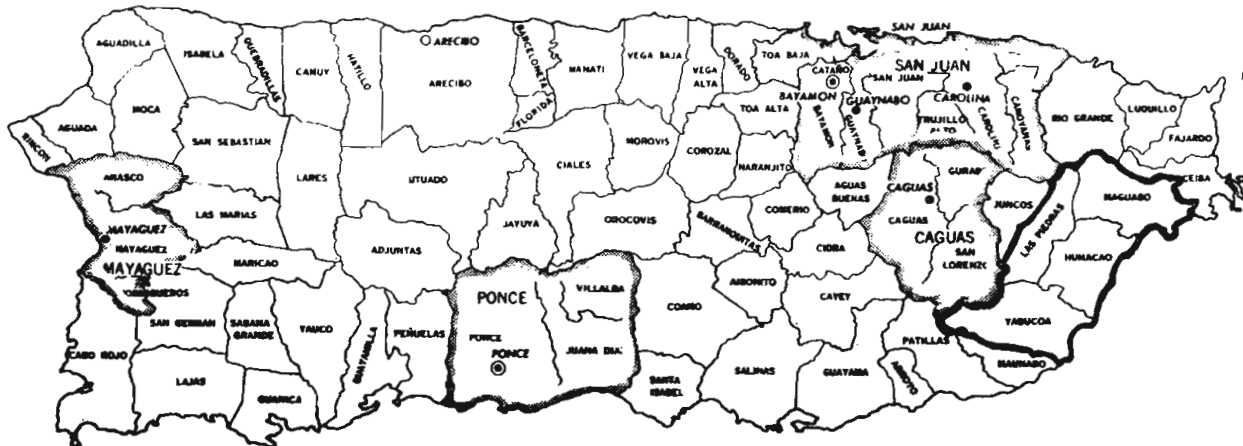 SAN JUAN
AGUADILLA
ISABELA
QUEBRADILLAS
CAMUY
HATILLO
ARECIBO
ARECIBO
BARCELONETA
FLORIDA
MANATI
VEGA BAJA
VEGA
ALTA
DORADO
TOA BAJA
CATAÑO
SAN JUAN
SAN JUAN
BAYAMON
GUAYNABO
CAROLINA
TOA ALTA
BAYAMON
TRUJILLO
ALTO
CAROLINA
RIO GRANDE
LUQUILLO
FAJARDO
CEIBA
MOCA
AGUADA
RINCON
SAN SEBASTIAN
AÑASCO
LARES
UTUADO
CIALES
MOROVIS
COROZAL
NARANJITO
AGUAS
BUENAS
CAGUAS
JUNCOS
NAGUABO
LAS MARIAS
MAYAGUEZ
MAYAGUEZ
MAYAGUEZ
MARICAO
ADJUNTAS
JAYUYA
OROCOVIS
BARRANQUITAS
COMERIO
CIDRA
CAGUAS
CAGUAS
SAN
LORENZO
LAS PIEDRAS
HUMACAO
SAN GERMAN
SABANA
GRANDE
YAUCO
GUAYANILLA
PEÑUELAS
PONCE
PONCE
PONCE
VILLALBA
JUANA DIA
COAMO
AIBONITO
CAYEY
YABUCOA
PATILLAS
MAUNABO
CABO ROJO
LAJAS
GUANICA
SANTA
ISABEL
SALINAS
GUAYAMA
ARROYO